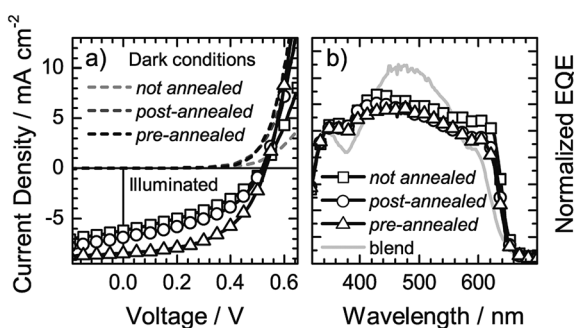 a)
Dark conditions
not annealed
post-annealed
pre-annealed
Illuminated
10
5
0
-5
0.0
0.2
0.4
0.6
Current Density / mA cm-2
Voltage / V
b)
not annealed
post-annealed
pre-annealed
blend
400
500
600
Wavelength / nm
Normalized EQE